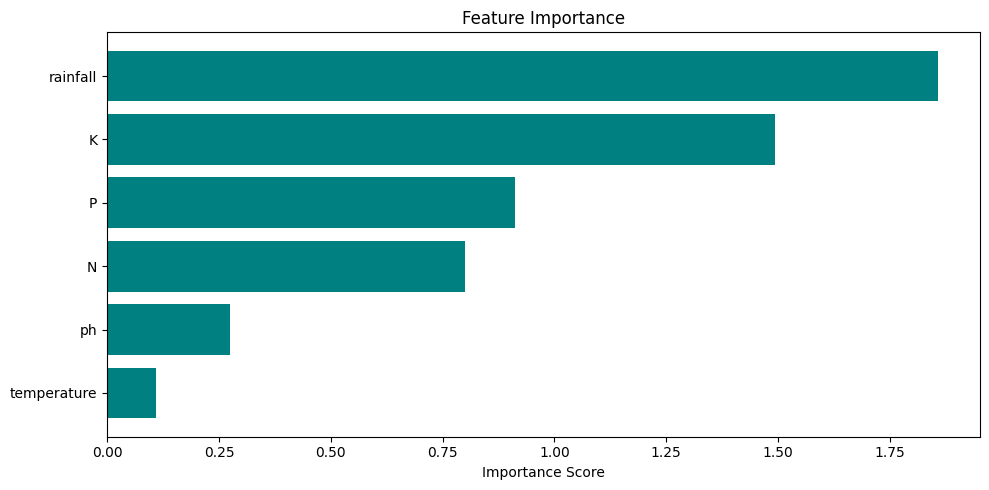 Feature Importance
rainfall
K
P
N
ph
temperature
0.00 0.25 0.50 0.75 1.00 1.25 1.50 1.75
Importance Score